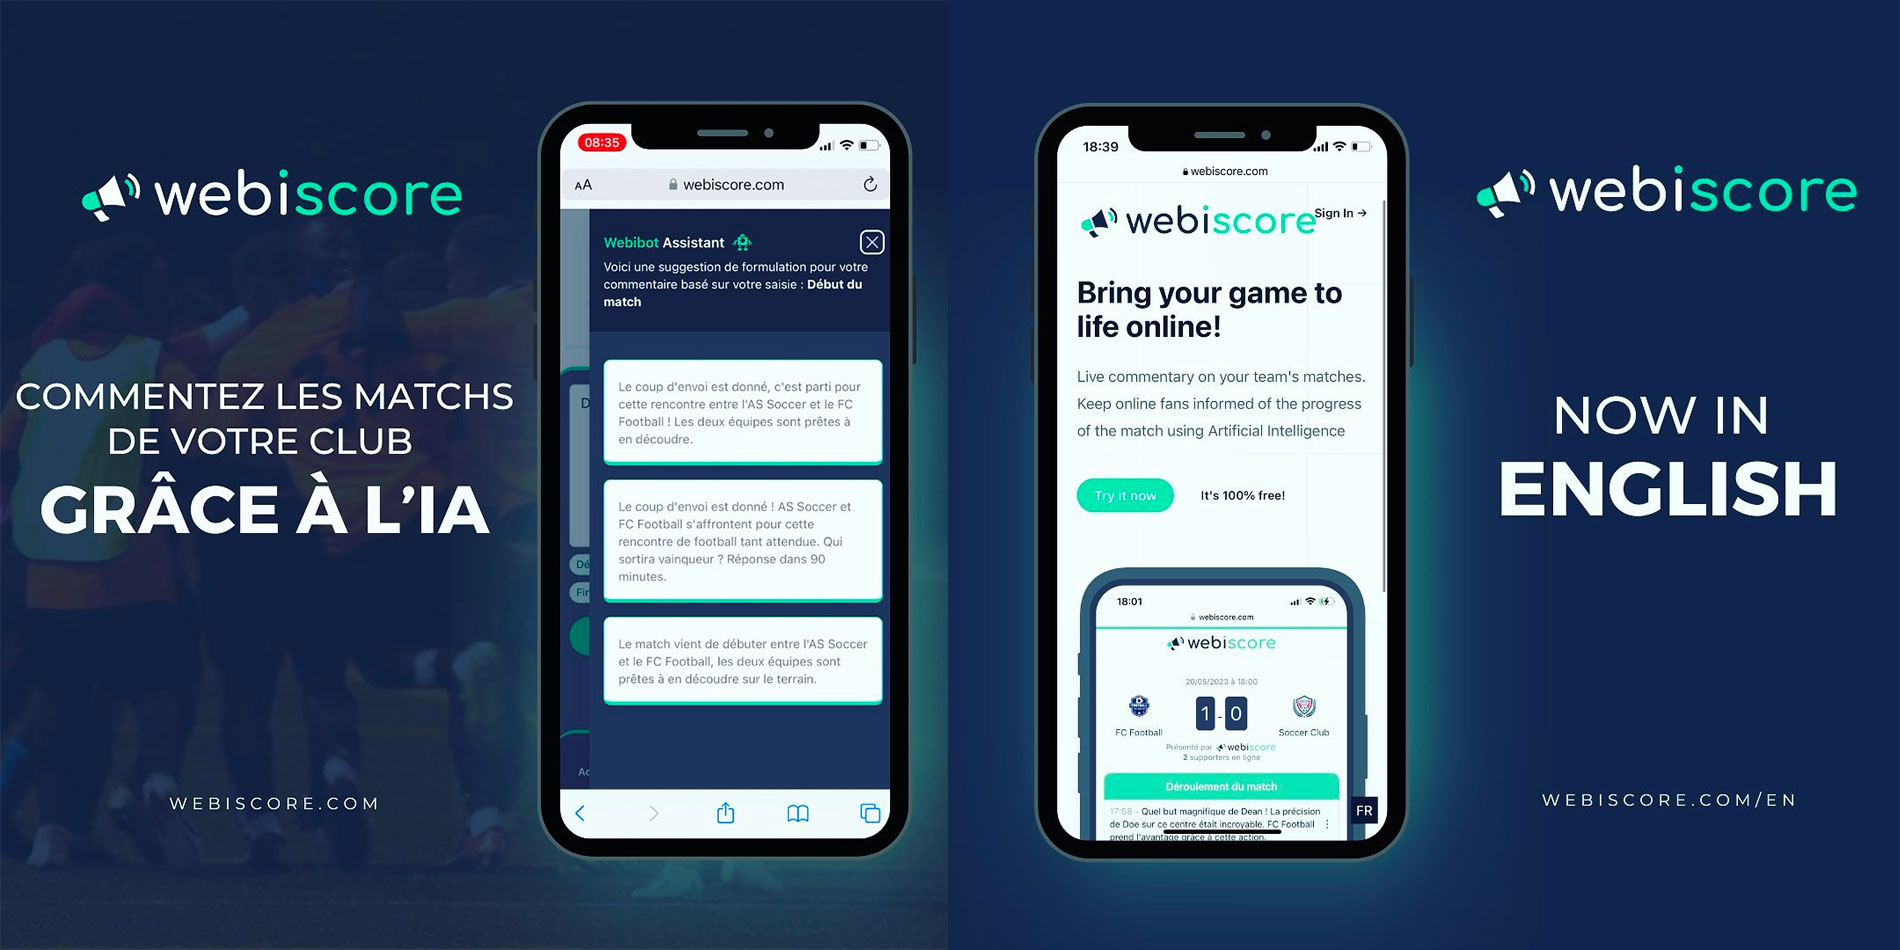 webiscore
COMMENTEZ LES MATCHS
DE VOTRE CLUB
GRÂCE À L'IA
WEBISCORE.COM
08:35
AA
webiscore.com
Webibot Assistant
Voici une suggestion de formulation pour votre
commentaire basé sur votre saisie : Début du
match
D
Le coup d'envoi est donné, c'est parti pour
cette rencontre entre l'AS Soccer et le FC
Football ! Les deux équipes sont prêtes à
en découdre.
Le coup d'envoi est donné ! AS Soccer et
FC Football s'affrontent pour cette
rencontre de football tant attendue. Qui
sortira vainqueur ? Réponse dans 90
minutes.
Dé
Fir
Le match vient de débuter entre l'AS Soccer
et le FC Football, les deux équipes sont
prêtes à en découdre sur le terrain.
Ac
18:39
webiscore.com
webiscore
Sign In →
Bring your game to
life online!
Live commentary on your team's matches.
Keep online fans informed of the progress
of the match using Artificial Intelligence
Try it now
It's 100% free!
18:01
webiscore.com
webiscore
20/05/2023 à 18:00
1 - 0
FC Football
Soccer Club
Présenté par webiscore
2 supporters en ligne
Déroulement du match
17:58 - Quel but magnifique de Dean ! La précision
de Doe sur ce centre était incroyable. FC Football
prend l'avantage grâce à cette action.
FR
webiscore
NOW IN
ENGLISH
WEBISCORE.COM/EN